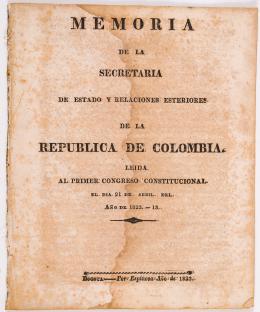 MEMORIA
DE LA
SECRETARIA
DE ESTADO Y RELACIONES ESTERIORES
DE LA
REPUBLICA DE COLOMBIA.
LEIDA
AL PRIMER CONGRESO CONSTITUCIONAL.
EL DIA 21 DE ABRIL DEL
AÑO DE 1823.—13.
BOGOTA—Por Espinosa Año de 1823.